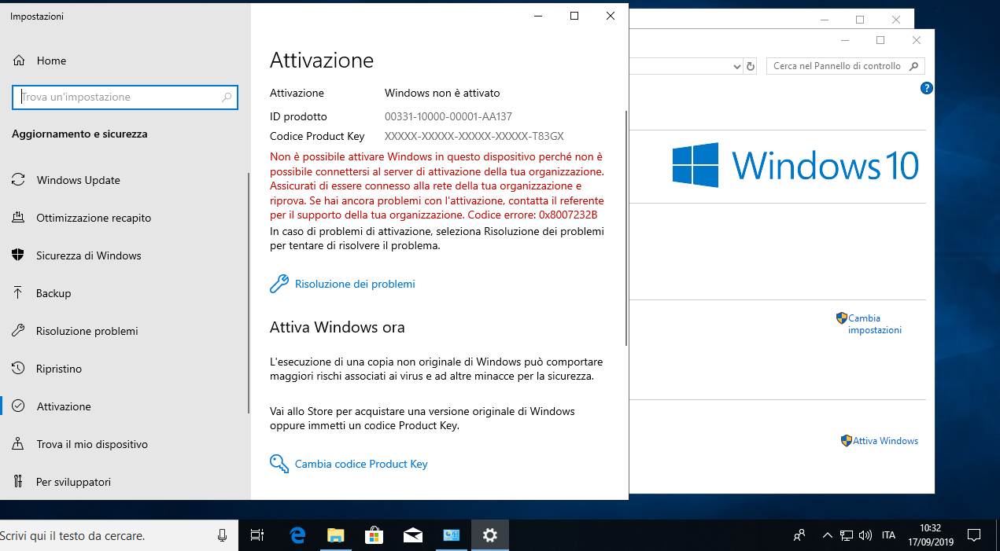 Impostazioni
Home
Trova un'impostazione
Aggiornamento e sicurezza
Windows Update
Ottimizzazione recapito
Sicurezza di Windows
Backup
Risoluzione problemi
Ripristino
Attivazione
Trova il mio dispositivo
Per sviluppatori
Attivazione
Attivazione Windows non è attivato
ID prodotto 00331-10000-00001-AA137
Codice Product Key XXXXX-XXXXX-XXXXX-XXXXX-T83GX
Non è possibile attivare Windows in questo dispositivo perché non è
possibile connettersi al server di attivazione della tua organizzazione.
Assicurati di essere connesso alla rete della tua organizzazione e
riprova. Se hai ancora problemi con l'attivazione, contatta il referente
per il supporto della tua organizzazione. Codice errore: 0x8007232B
In caso di problemi di attivazione, seleziona Risoluzione dei problemi
per tentare di risolvere il problema.
Risoluzione dei problemi
Attiva Windows ora
L'esecuzione di una copia non originale di Windows può comportare
maggiori rischi associati ai virus e ad altre minacce per la sicurezza.
Vai allo Store per acquistare una versione originale di Windows
oppure immetti un codice Product Key.
Cambia codice Product Key
Cerca nel Pannello di controllo
?
Windows 10
Cambia
impostazioni
Attiva Windows
Scrivi qui il testo da cercare.
ITA
10:32
17/09/2019